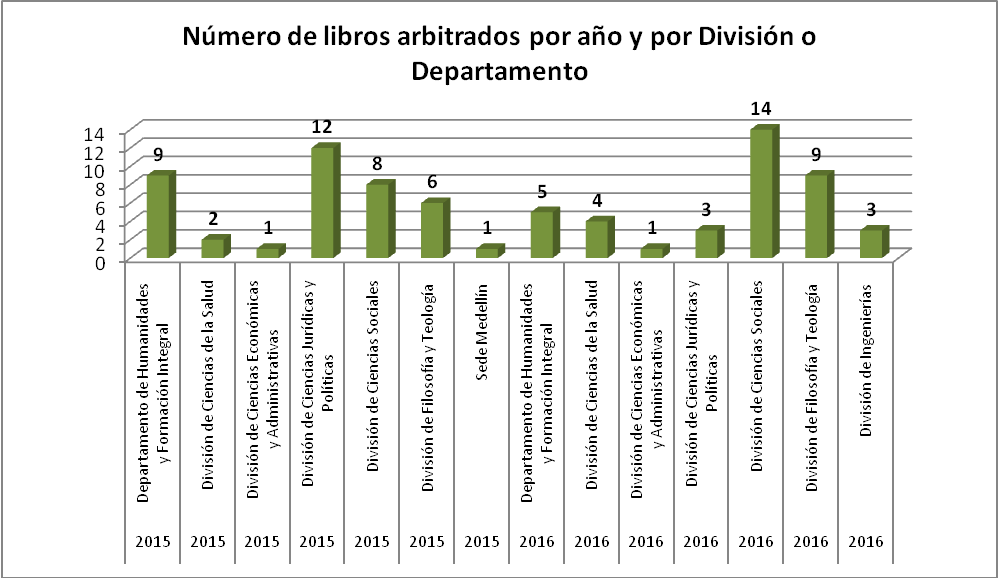 Número de libros arbitrados por año y por División o
Departamento
14
12
10
8
6
4
2
0
9
2
1
12
8
6
1
5
4
1
3
14
9
3
Departamento de Humanidades
y Formación Integral
División de Ciencias de la Salud
División de Ciencias Económicas
y Administrativas
División de Ciencias Jurídicas y
Políticas
División de Ciencias Sociales
División de Filosofía y Teología
Sede Medellín
Departamento de Humanidades
y Formación Integral
División de Ciencias de la Salud
División de Ciencias Económicas
y Administrativas
División de Ciencias Jurídicas y
Políticas
División de Ciencias Sociales
División de Filosofía y Teología
División de Ingenierías
2015 2015 2015 2015 2015 2015 2015 2016 2016 2016 2016 2016 2016 2016